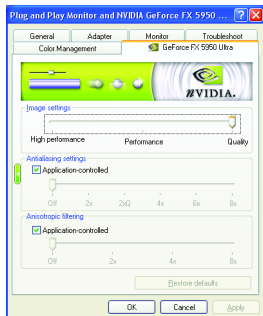 Plug and Play Monitor and NVIDIA GeForce FX 5950 ...
General Adapter Monitor Troubleshoot
Color Management GeForce FX 5950 Ultra
nVIDIA.
Image settings
High performance Performance Quality
Antialiasing settings
Application-controlled
Off 2x 2xQ 4x 6x 8x
Anisotropic filtering
Application-controlled
Off 2x 4x 8x
Restore defaults
OK Cancel Apply